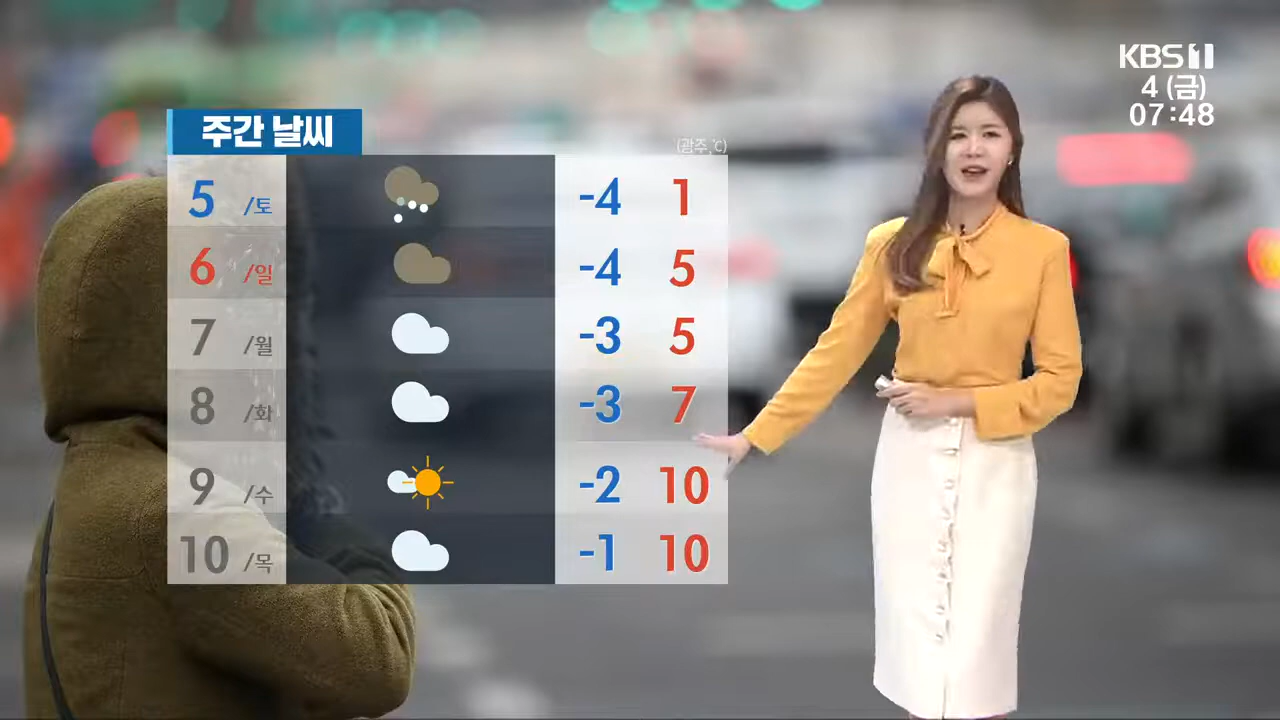 KBS 1
4 (금)
07:48
주간 날씨
(광주,℃)
5 /토 -4 1
6 /일 -4 5
7 /월 -3 5
8 /화 -3 7
9 /수 -2 10
10 /목 -1 10